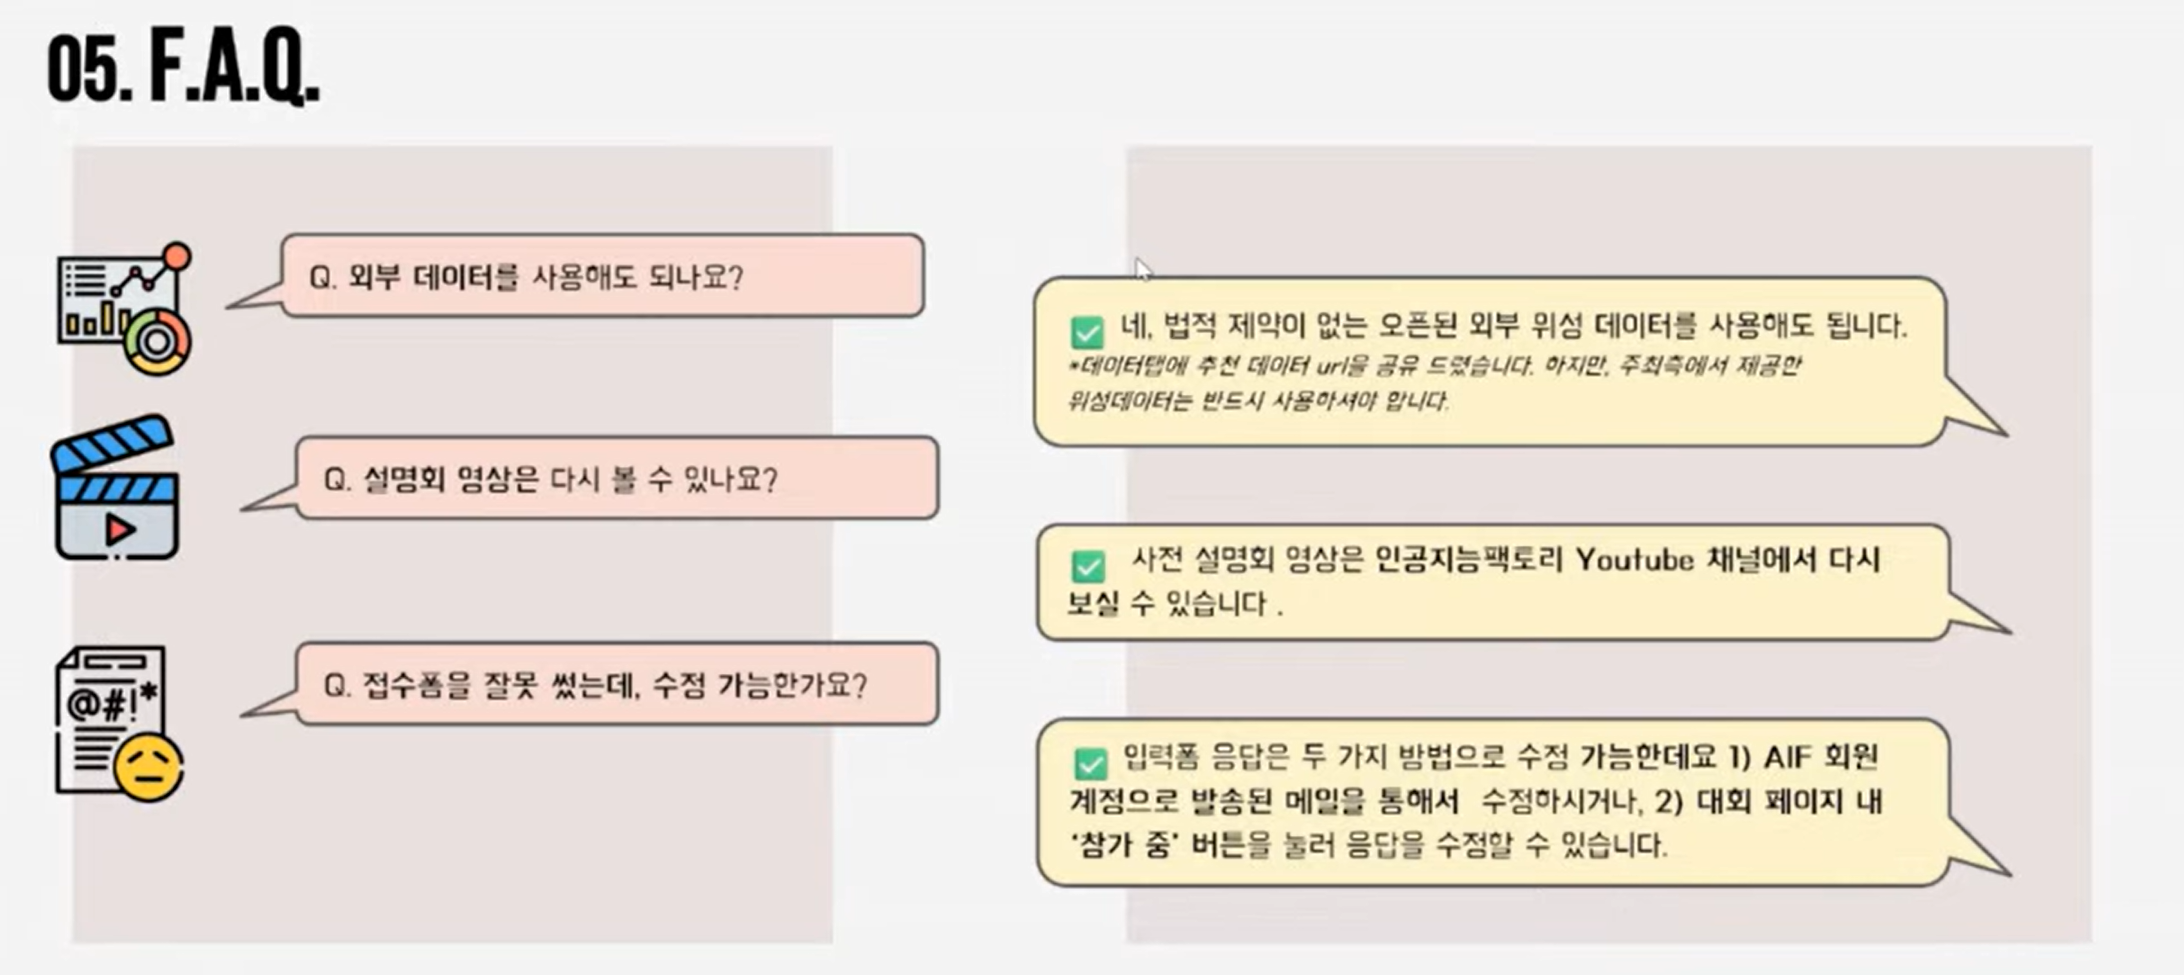 05. F.A.Q.
Q. 외부 데이터를 사용해도 되나요?
✅ 네, 법적 제약이 없는 오픈된 외부 위성 데이터를 사용해도 됩니다.
*데이터탭에 추천 데이터 url을 공유 드렸습니다. 하지만, 주최측에서 제공한
위성데이터는 반드시 사용하셔야 합니다.
Q. 설명회 영상은 다시 볼 수 있나요?
✅ 사전 설명회 영상은 인공지능팩토리 Youtube 채널에서 다시
보실 수 있습니다 .
@#!*
Q. 접수폼을 잘못 썼는데, 수정 가능한가요?
✅ 입력폼 응답은 두 가지 방법으로 수정 가능한데요 1) AIF 회원
계정으로 발송된 메일을 통해서 수정하시거나, 2) 대회 페이지 내
‘참가 중’ 버튼을 눌러 응답을 수정할 수 있습니다.